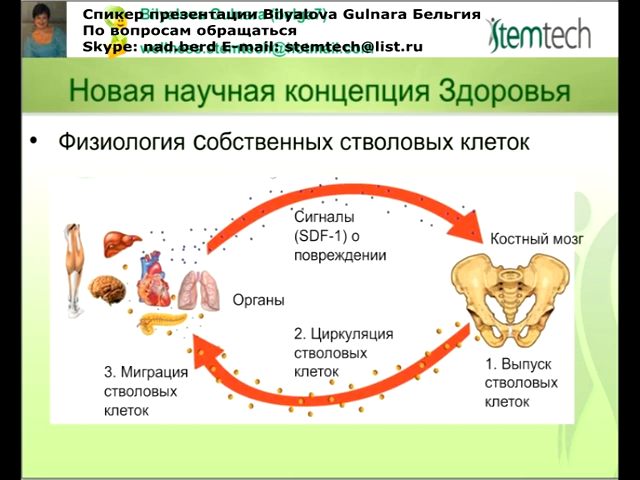 Спикер презентации Bilyalova Gulnara Бельгия
По вопросам обращаться
Skype: nad.berd E-mail: stemtech@list.ru
stemtech
Новая научная концепция Здоровья
• Физиология собственных стволовых клеток
Сигналы
(SDF-1) о
повреждении
Костный мозг
Органы
2. Циркуляция
стволовых
клеток
3. Миграция
стволовых
клеток
1. Выпуск
стволовых
клеток